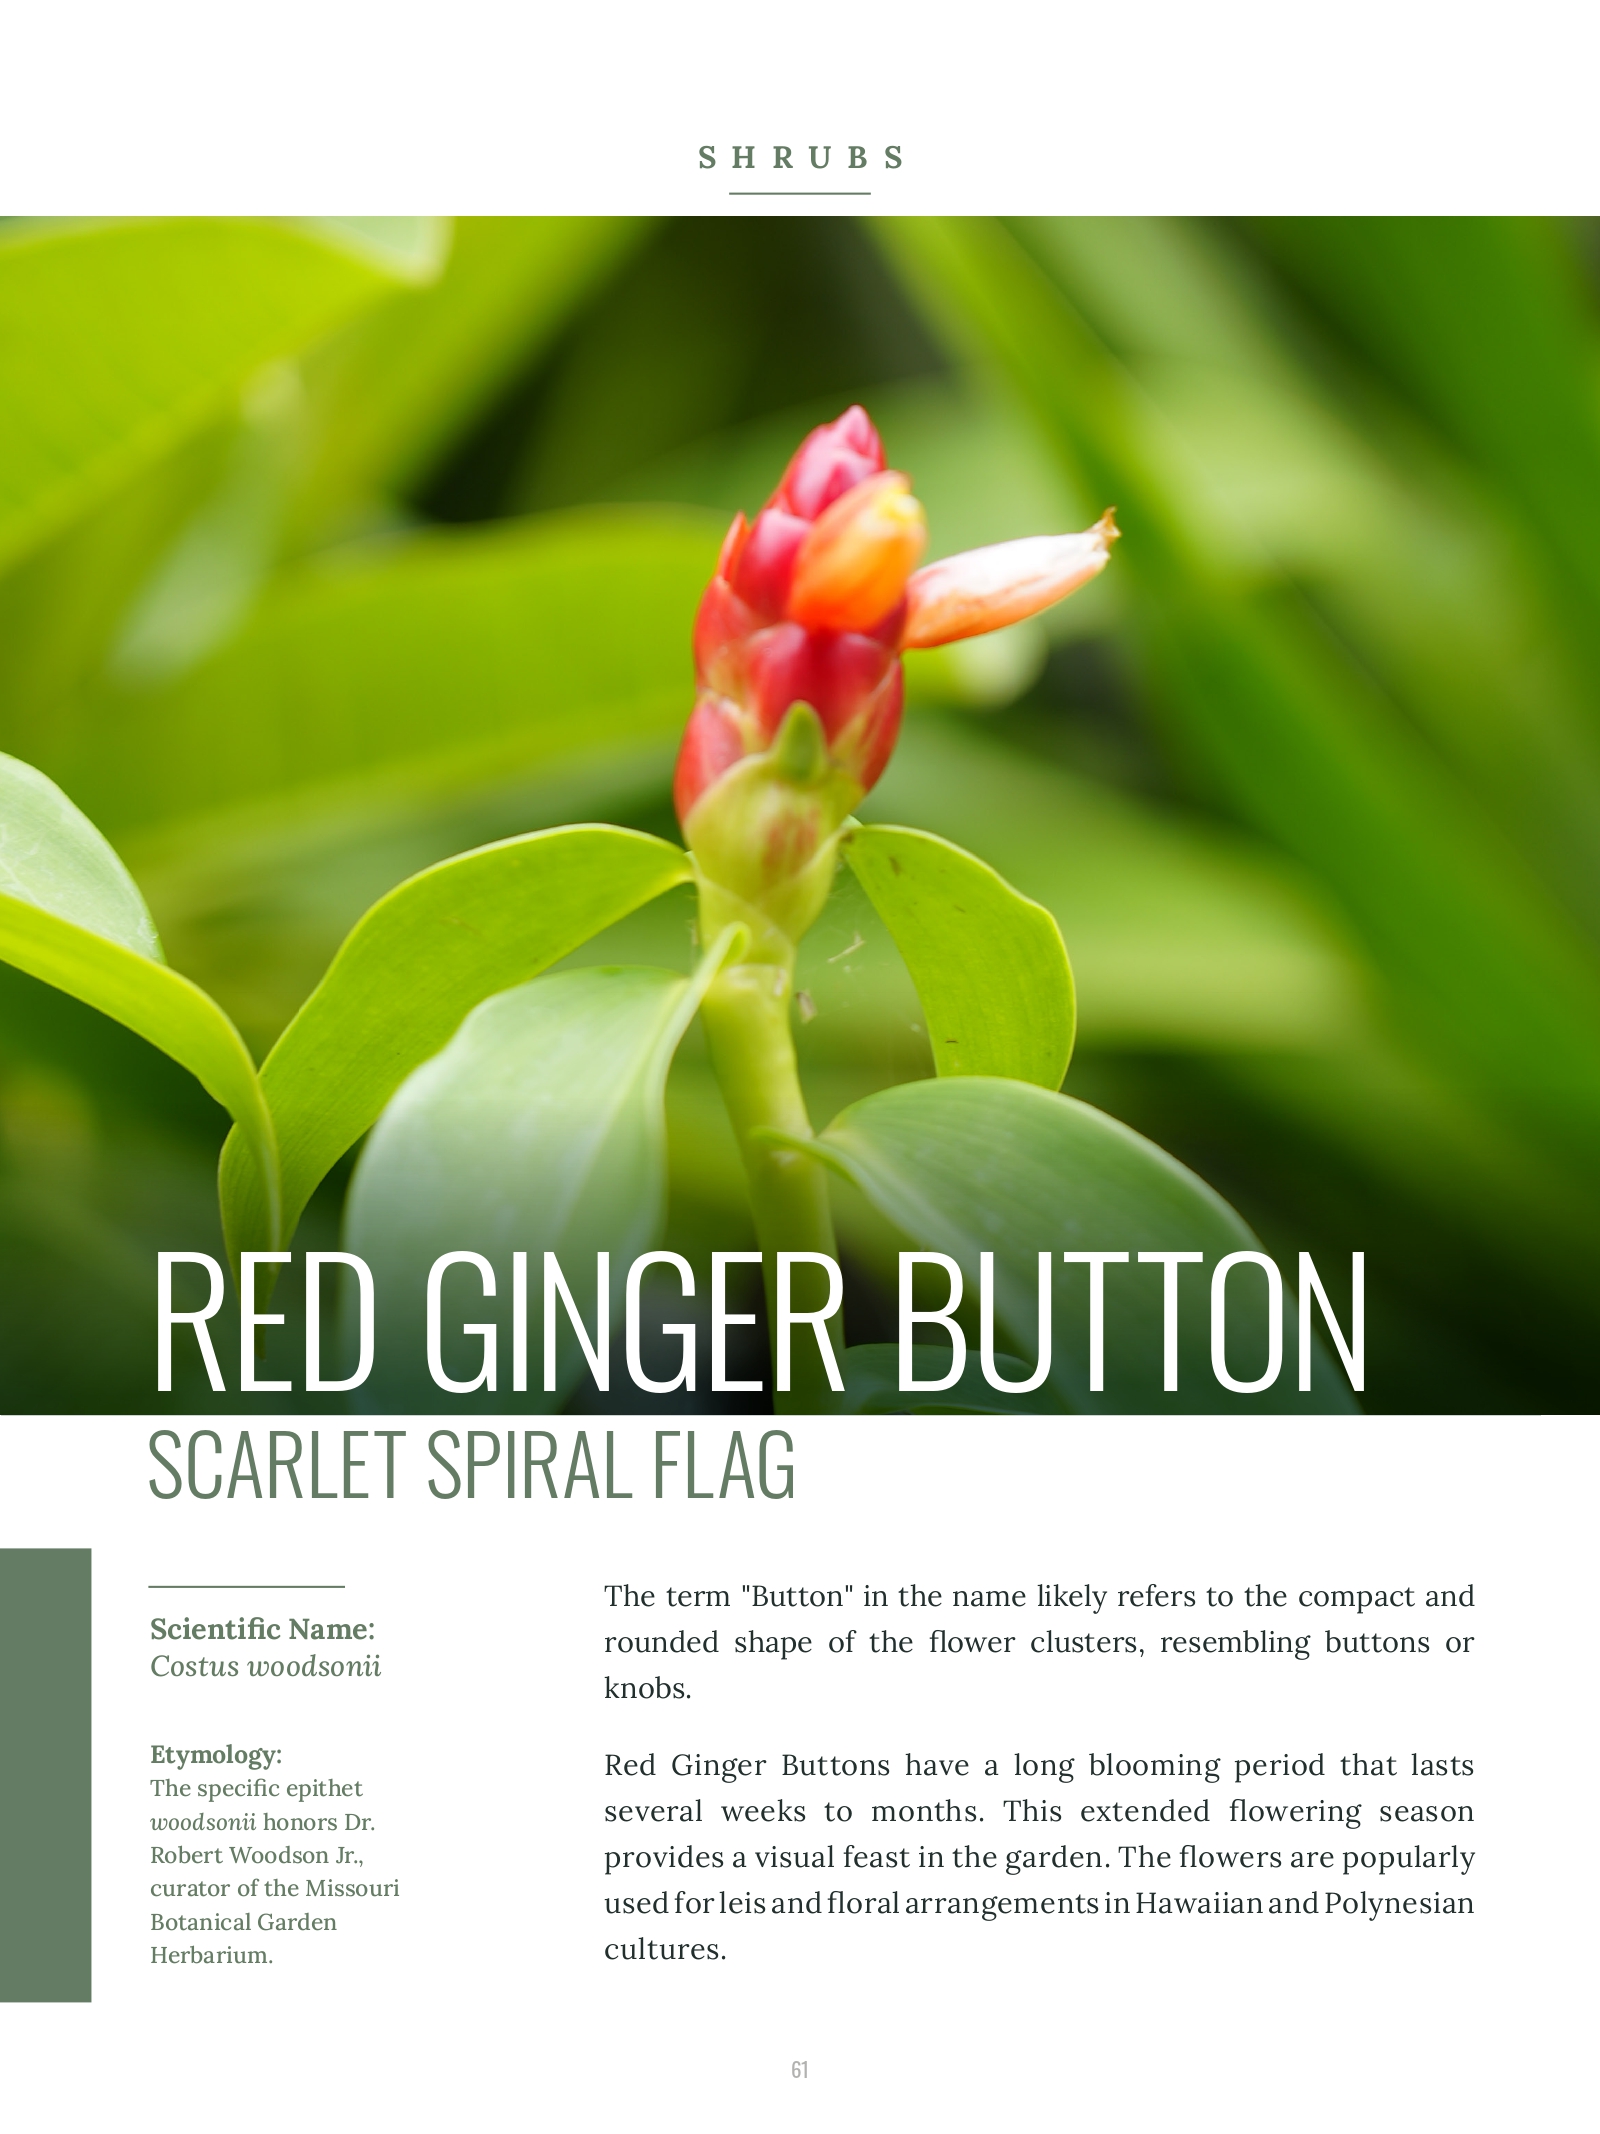 SHRUBS
RED GINGER BUTTON
SCARLET SPIRAL FLAG
Scientific Name:
Costus woodsonii
Etymology:
The specific epithet
woodsonii honors Dr.
Robert Woodson Jr.,
curator of the Missouri
Botanical Garden
Herbarium.
The term "Button" in the name likely refers to the compact and
rounded shape of the flower clusters, resembling buttons or
knobs.
Red Ginger Buttons have a long blooming period that lasts
several weeks to months. This extended flowering season
provides a visual feast in the garden. The flowers are popularly
used for leis and floral arrangements in Hawaiian and Polynesian
cultures.
61